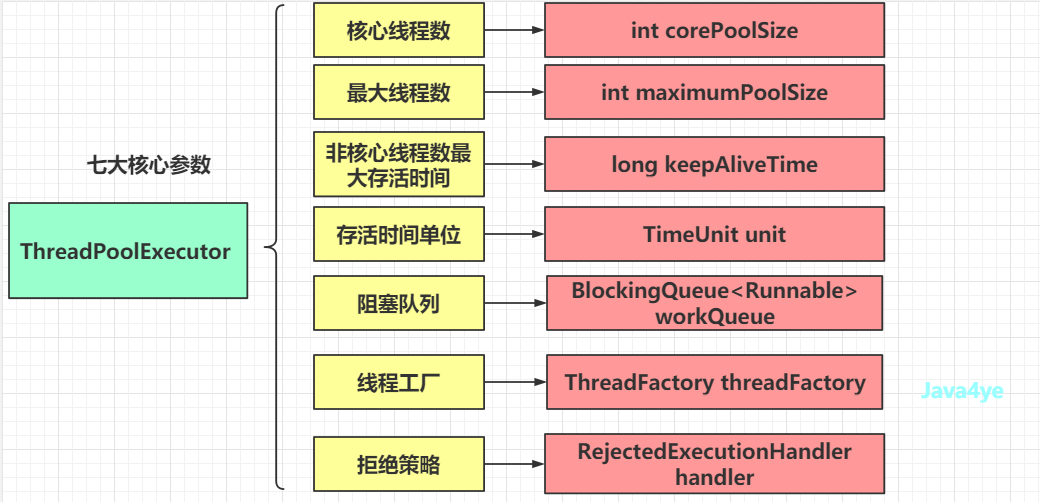 七大核心参数
ThreadPoolExecutor
核心线程数
int corePoolSize
最大线程数
int maximumPoolSize
非核心线程数最
大存活时间
long keepAliveTime
存活时间单位
TimeUnit unit
阻塞队列
BlockingQueue<Runnable>
workQueue
线程工厂
ThreadFactory threadFactory
拒绝策略
RejectedExecutionHandler
handler
Java4ye